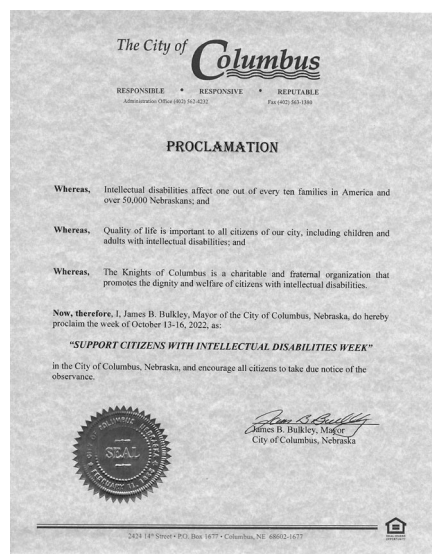 The City of
Columbus
RESPONSIBLE * RESPONSIVE * REPUTABLE
Administration Office (402) 562-4232 Fax (402) 563-1380
PROCLAMATION
Whereas, Intellectual disabilities affect one out of every ten families in America and
over 50,000 Nebraskans; and
Whereas, Quality of life is important to all citizens of our city, including children and
adults with intellectual disabilities; and
Whereas, The Knights of Columbus is a charitable and fraternal organization that
promotes the dignity and welfare of citizens with intellectual disabilities.
Now, therefore, I, James B. Bulkley, Mayor of the City of Columbus, Nebraska, do hereby
proclaim the week of October 13-16, 2022, as:
"SUPPORT CITIZENS WITH INTELLECTUAL DISABILITIES WEEK"
in the City of Columbus, Nebraska, and encourage all citizens to take due notice of the
observance.
James B. Bulkley
James B. Bulkley, Mayor
City of Columbus, Nebraska
COLUMBUS NEBRASKA
SEAL
FEBRUARY
2424 14th Street • P.O. Box 1677 • Columbus, NE 68602-1677